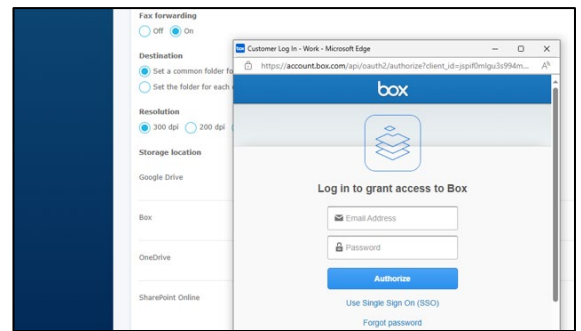 Fax forwarding
Off On
Destination
Set a common folder fo
Set the folder for each
Resolution
300 dpi 200 dpi
Storage location
Google Drive
Box
OneDrive
SharePoint Online
box Customer Log In - Work - Microsoft Edge
https://account.box.com/api/oauth2/authorize?client_id=jspif0mlgu3s994m...
box
Log in to grant access to Box
Email Address
Password
Authorize
Use Single Sign On (SSO)
Forgot password